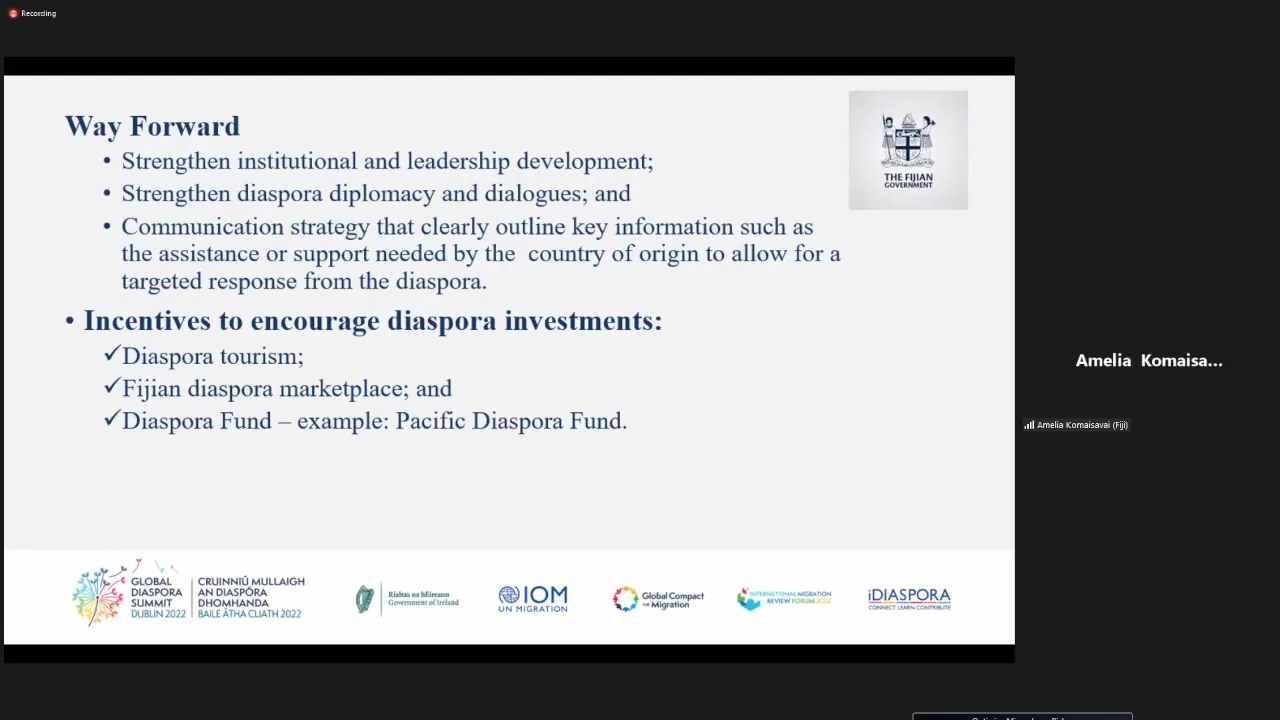 Recording
Way Forward
• Strengthen institutional and leadership development;
• Strengthen diaspora diplomacy and dialogues; and
• Communication strategy that clearly outline key information such as
the assistance or support needed by the country of origin to allow for a
targeted response from the diaspora.
• Incentives to encourage diaspora investments:
✓Diaspora tourism;
✓Fijian diaspora marketplace; and
✓Diaspora Fund – example: Pacific Diaspora Fund.
THE FIJIAN
GOVERNMENT
Amelia Komaisa...
Amelia Komaisavai (Fiji)
GLOBAL
DIASPORA
SUMMIT
DUBLIN 2022
CRUINNIÚ MULLAIGH
AN DIASPÓRA
DHOMHANDA
BAILE ÁTHA CLIATH 2022
Rialtas na hÉireann
Government of Ireland
IOM
UN MIGRATION
Global Compact
for Migration
INTERNATIONAL MIGRATION
REVIEW FORUM 2022
iDIASPORA
CONNECT LEARN CONTRIBUTE